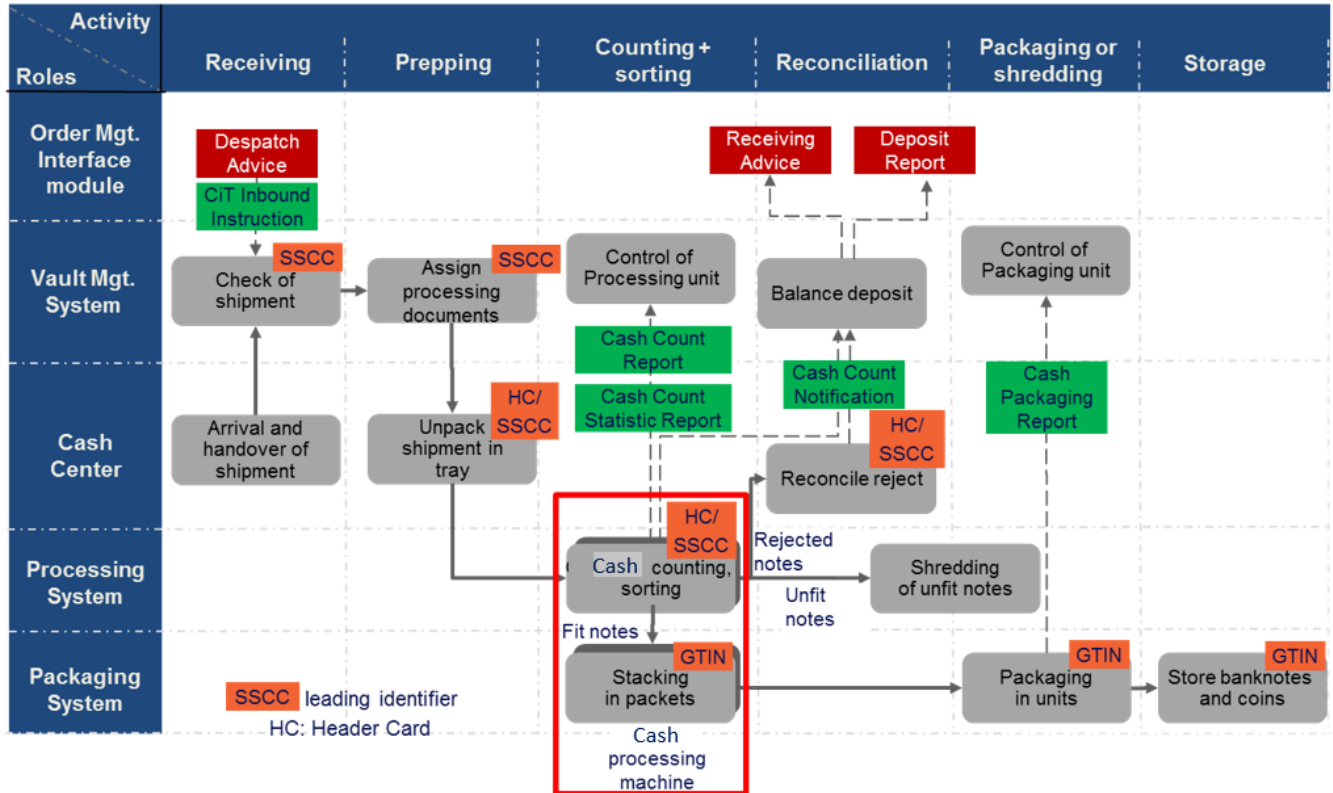 Activity
Roles
Receiving
Prepping
Counting +
sorting
Reconciliation
Packaging or
shredding
Storage
Order Mgt.
Interface
module
Despatch
Advice
CiT Inbound
Instruction
Receiving
Advice
Deposit
Report
Vault Mgt.
System
SSCC
Check of
shipment
SSCC
Assign
processing
documents
Control of
Processing unit
Balance deposit
Control of
Packaging unit
Cash Count
Report
Cash Count
Statistic Report
Cash Count
Notification
Cash
Packaging
Report
Cash
Center
Arrival and
handover of
shipment
HC/
SSCC
Unpack
shipment in
tray
HC/
SSCC
Reconcile reject
Processing
System
HC/
SSCC
Cash counting,
sorting
Rejected
notes
Unfit
notes
Shredding
of unfit notes
Fit notes
Packaging
System
GTIN
Stacking
in packets
GTIN
Packaging
in units
GTIN
Store banknotes
and coins
SSCC leading identifier
HC: Header Card
Cash
processing
machine